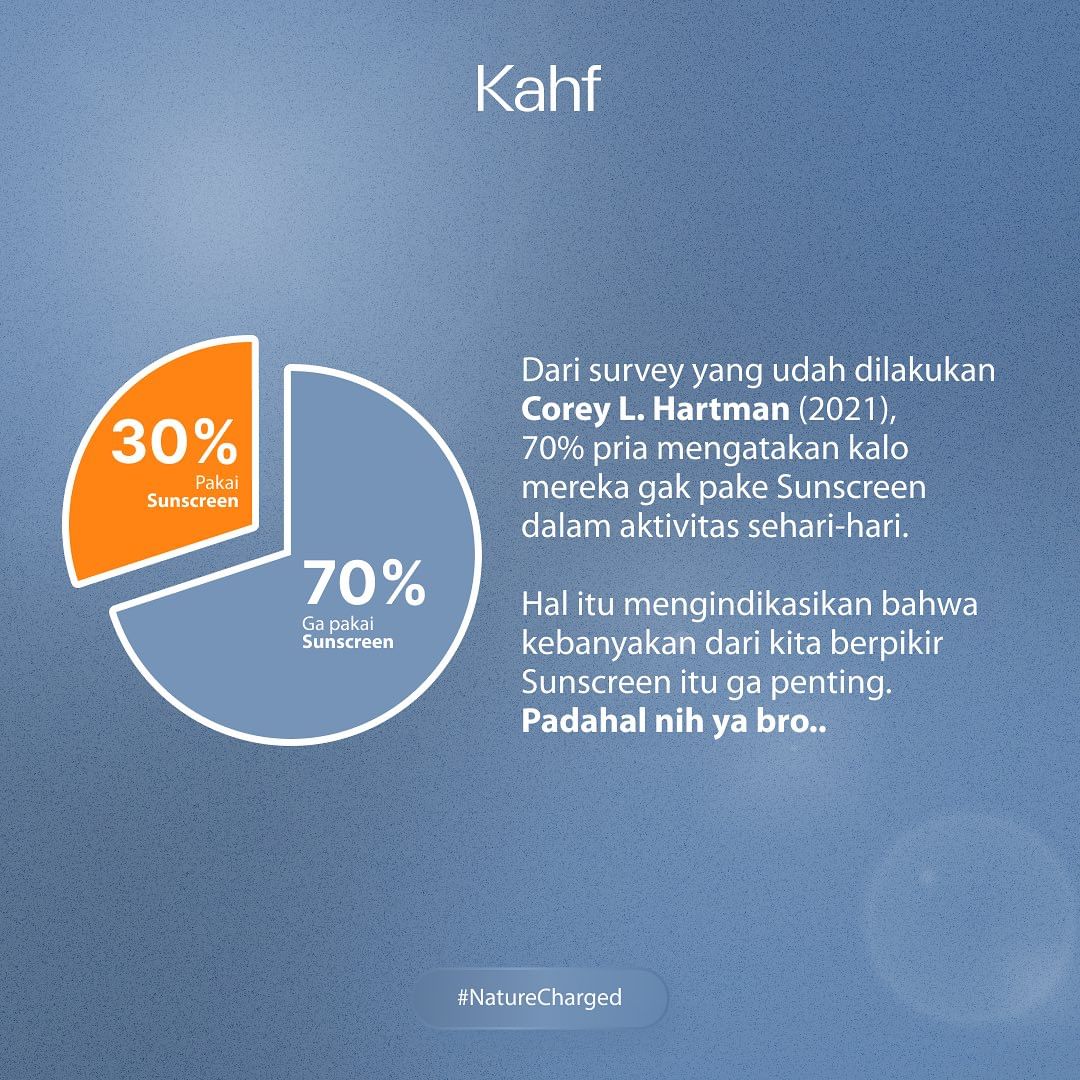 Kahf
30%
Pakai
Sunscreen
70%
Ga pakai
Sunscreen
Dari survey yang udah dilakukan
Corey L. Hartman (2021),
70% pria mengatakan kalo
mereka gak pake Sunscreen
dalam aktivitas sehari-hari.
Hal itu mengindikasikan bahwa
kebanyakan dari kita berpikir
Sunscreen itu ga penting.
Padahal nih ya bro..
#NatureCharged